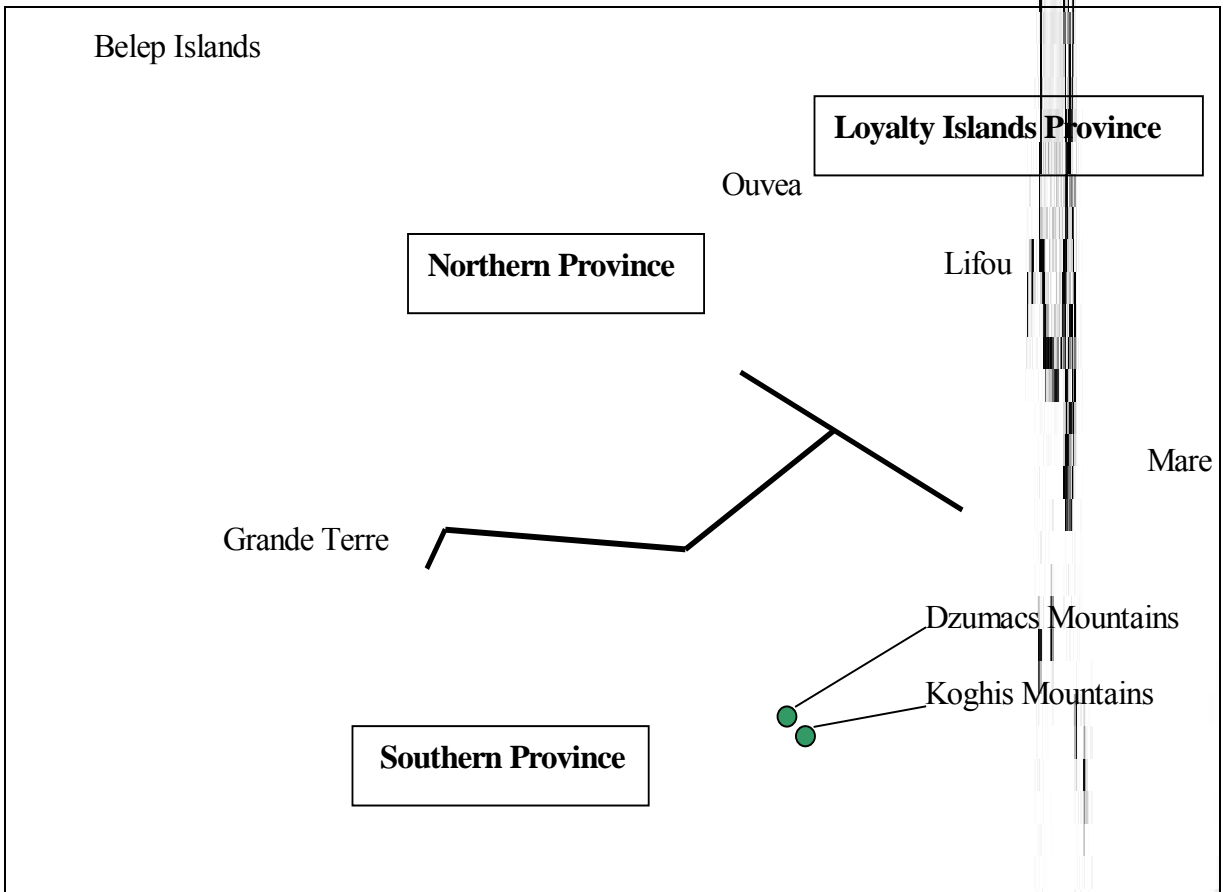 Belep Islands
Loyalty Islands Province
Ouvea
Northern Province
Lifou
Mare
Grande Terre
Dzumacs Mountains
Koghis Mountains
Southern Province